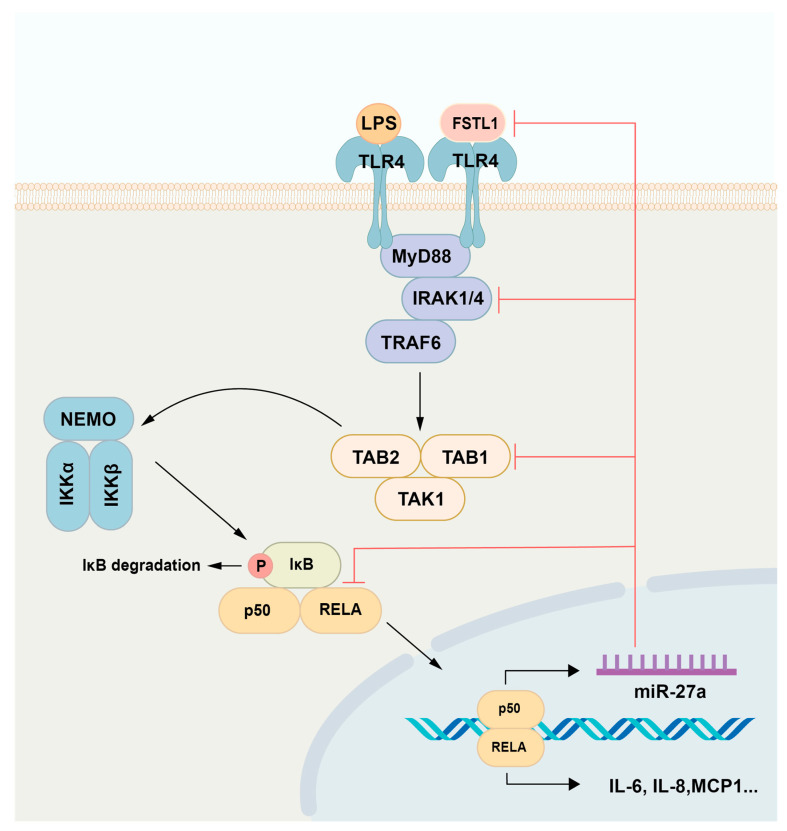 LPS
FSTL1
TLR4
TLR4
MyD88
IRAK1/4
TRAF6
NEMO
IKKα
IKKβ
TAB2
TAB1
TAK1
IκB degradation
P
IκB
p50
RELA
miR-27a
p50
RELA
IL-6, IL-8,MCP1...